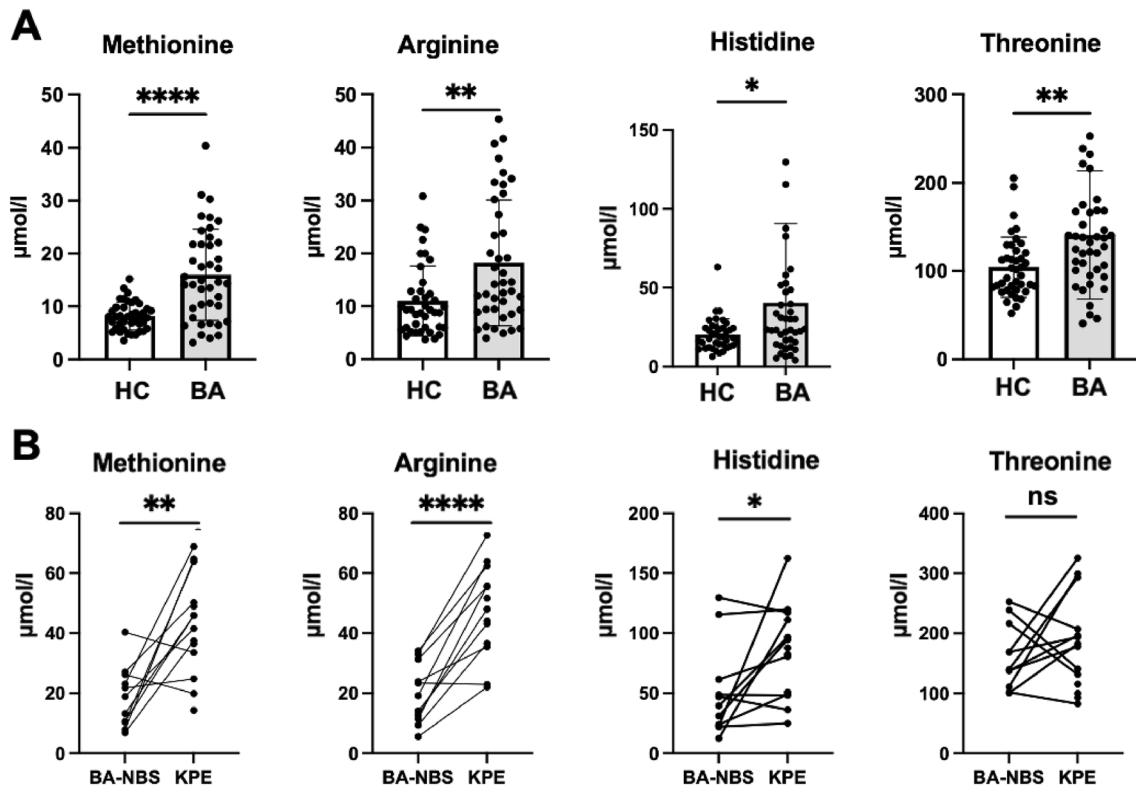 A
Methionine
Arginine
Histidine
Threonine
**** ** * **
µmol/l
50
40
30
20
10
0
HC BA
µmol/l
50
40
30
20
10
0
HC BA
µmol/l
150
100
50
0
HC BA
µmol/l
300
200
100
0
HC BA
B
Methionine
Arginine
Histidine
Threonine
** **** * ns
µmol/l
80
60
40
20
0
BA-NBS KPE
µmol/l
80
60
40
20
0
BA-NBS KPE
µmol/l
200
150
100
50
0
BA-NBS KPE
µmol/l
400
300
200
100
0
BA-NBS KPE